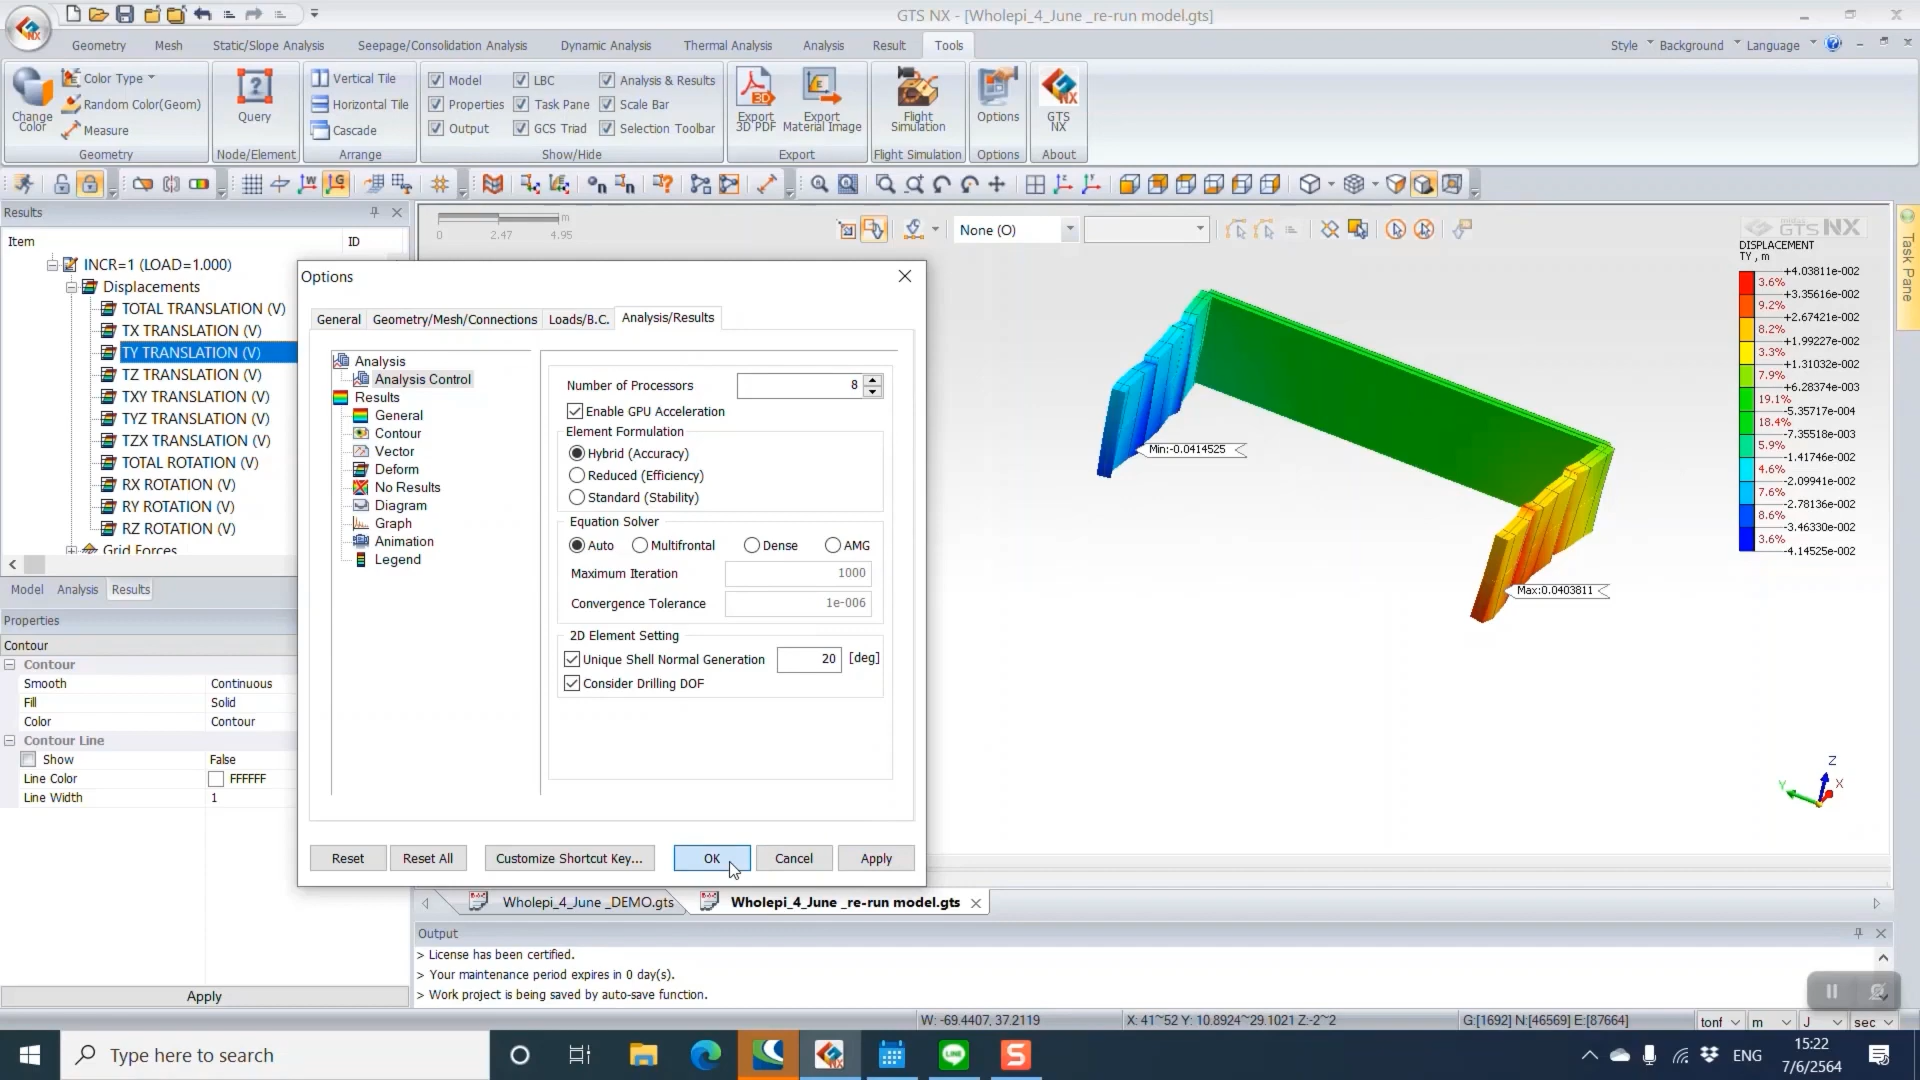 GTS NX - [Wholepi_4_June _re-run model.gts]
Geometry Mesh Static/Slope Analysis Seepage/Consolidation Analysis Dynamic Analysis Thermal Analysis Analysis Result Tools Style Background Language
Change Color
Color Type
Random Color(Geom)
Measure
Geometry
Query
Node/Element
Vertical Tile
Horizontal Tile
Cascade
Arrange
Model LBC Analysis & Results
Properties Task Pane Scale Bar
Output GCS Triad Selection Toolbar
Show/Hide
Export 3D PDF
Export Material Image
Export
Flight Simulation
Flight Simulation
Options
Options
GTS NX
About
Results
Item ID
INCR=1 (LOAD=1.000)
Displacements
TOTAL TRANSLATION (V)
TX TRANSLATION (V)
TY TRANSLATION (V)
TZ TRANSLATION (V)
TXY TRANSLATION (V)
TYZ TRANSLATION (V)
TZX TRANSLATION (V)
TOTAL ROTATION (V)
RX ROTATION (V)
RY ROTATION (V)
RZ ROTATION (V)
Grid Forces
Model Analysis Results
Properties
Contour
Contour
Smooth Continuous
Fill Solid
Color Contour
Contour Line
Show False
Line Color FFFFFF
Line Width 1
Apply
Options
General Geometry/Mesh/Connections Loads/B.C. Analysis/Results
Analysis
Analysis Control
Results
General
Contour
Vector
Deform
No Results
Diagram
Graph
Animation
Legend
Number of Processors 8
Enable GPU Acceleration
Element Formulation
Hybrid (Accuracy)
Reduced (Efficiency)
Standard (Stability)
Equation Solver
Auto Multifrontal Dense AMG
Maximum Iteration 1000
Convergence Tolerance 1e-006
2D Element Setting
Unique Shell Normal Generation 20 [deg]
Consider Drilling DOF
Reset Reset All Customize Shortcut Key... OK Cancel Apply
m
0 2.47 4.95
None (O)
GTS NX
DISPLACEMENT
TY , m
+4.03811e-002
3.6%
+3.35616e-002
9.2%
+2.67421e-002
8.2%
+1.99227e-002
3.3%
+1.31032e-002
7.9%
+6.28374e-003
19.1%
-5.35717e-004
18.4%
-7.35518e-003
5.9%
-1.41746e-002
4.6%
-2.09941e-002
7.6%
-2.78136e-002
8.6%
-3.46330e-002
3.6%
-4.14525e-002
Min:-0.0414525
Max:0.0403811
Z
Y
X
Task Pane
Wholepi_4_June _DEMO.gts Wholepi_4_June _re-run model.gts
Output
> License has been certified.
> Your maintenance period expires in 0 day(s).
> Work project is being saved by auto-save function.
W: -69.4407, 37.2119 X: 41~52 Y: 10.8924~29.1021 Z:-2~2 G:[1692] N:[46569] E:[87664] tonf m J sec
Type here to search
ENG
15:22
7/6/2564